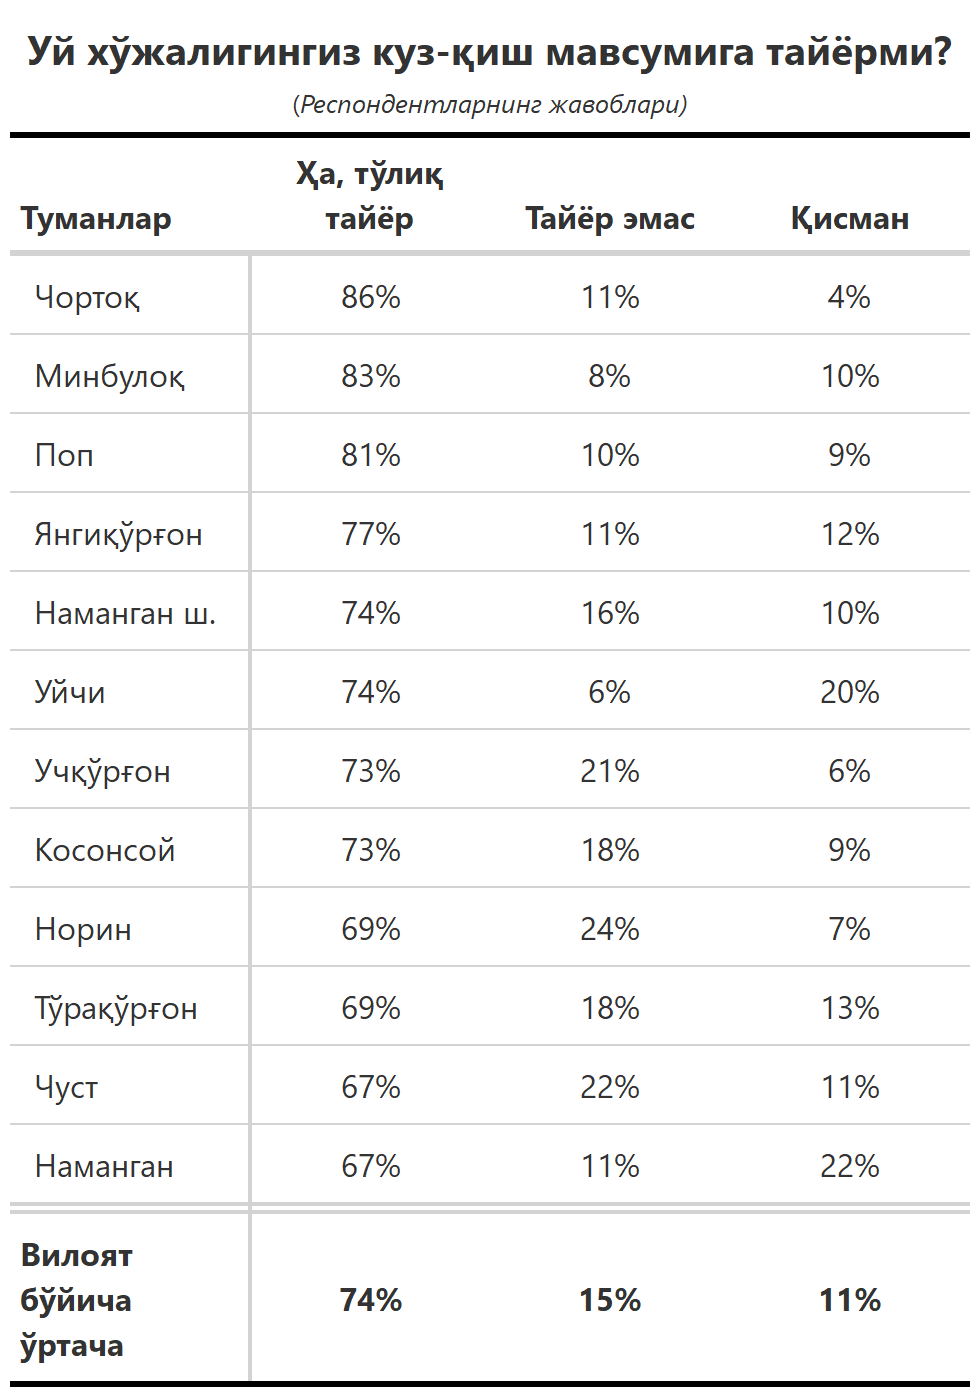 Уй хўжалигингиз куз-қиш мавсумига тайёрми?
(Респондентларнинг жавоблари)
Туманлар Ҳа, тўлиқ тайёр Тайёр эмас Қисман
Чортоқ 86% 11% 4%
Минбулоқ 83% 8% 10%
Поп 81% 10% 9%
Янгиқўрғон 77% 11% 12%
Наманган ш. 74% 16% 10%
Уйчи 74% 6% 20%
Учқўрғон 73% 21% 6%
Косонсой 73% 18% 9%
Норин 69% 24% 7%
Тўрақўрғон 69% 18% 13%
Чуст 67% 22% 11%
Наманган 67% 11% 22%
Вилоят
бўйича 74% 15% 11%
ўртача